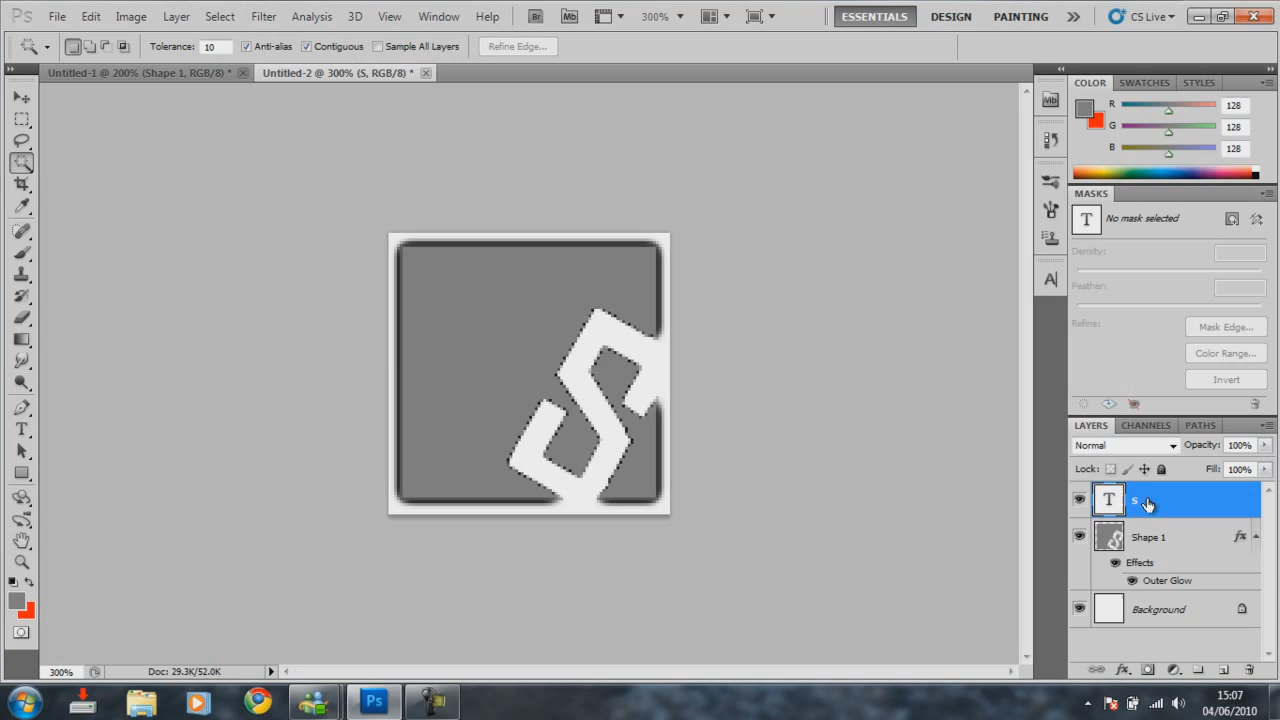 Ps File Edit Image Layer Select Filter Analysis 3D View Window Help Br Mb 300% ESSENTIALS DESIGN PAINTING CS Live
Tolerance: 10 Anti-alias Contiguous Sample All Layers Refine Edge...
Untitled-1 @ 200% (Shape 1, RGB/8) * Untitled-2 @ 300% (S, RGB/8) *
COLOR SWATCHES STYLES
Mb
R 128
G 128
B 128
MASKS
T No mask selected
Density:
A
Feather:
Refine: Mask Edge...
Color Range...
Invert
S
LAYERS CHANNELS PATHS
Normal Opacity: 100%
Lock: Fill: 100%
T S
Shape 1 fx
Effects
Outer Glow
Background
T
300% Doc: 29.3K/52.0K
fx
Ps
15:07
04/06/2010